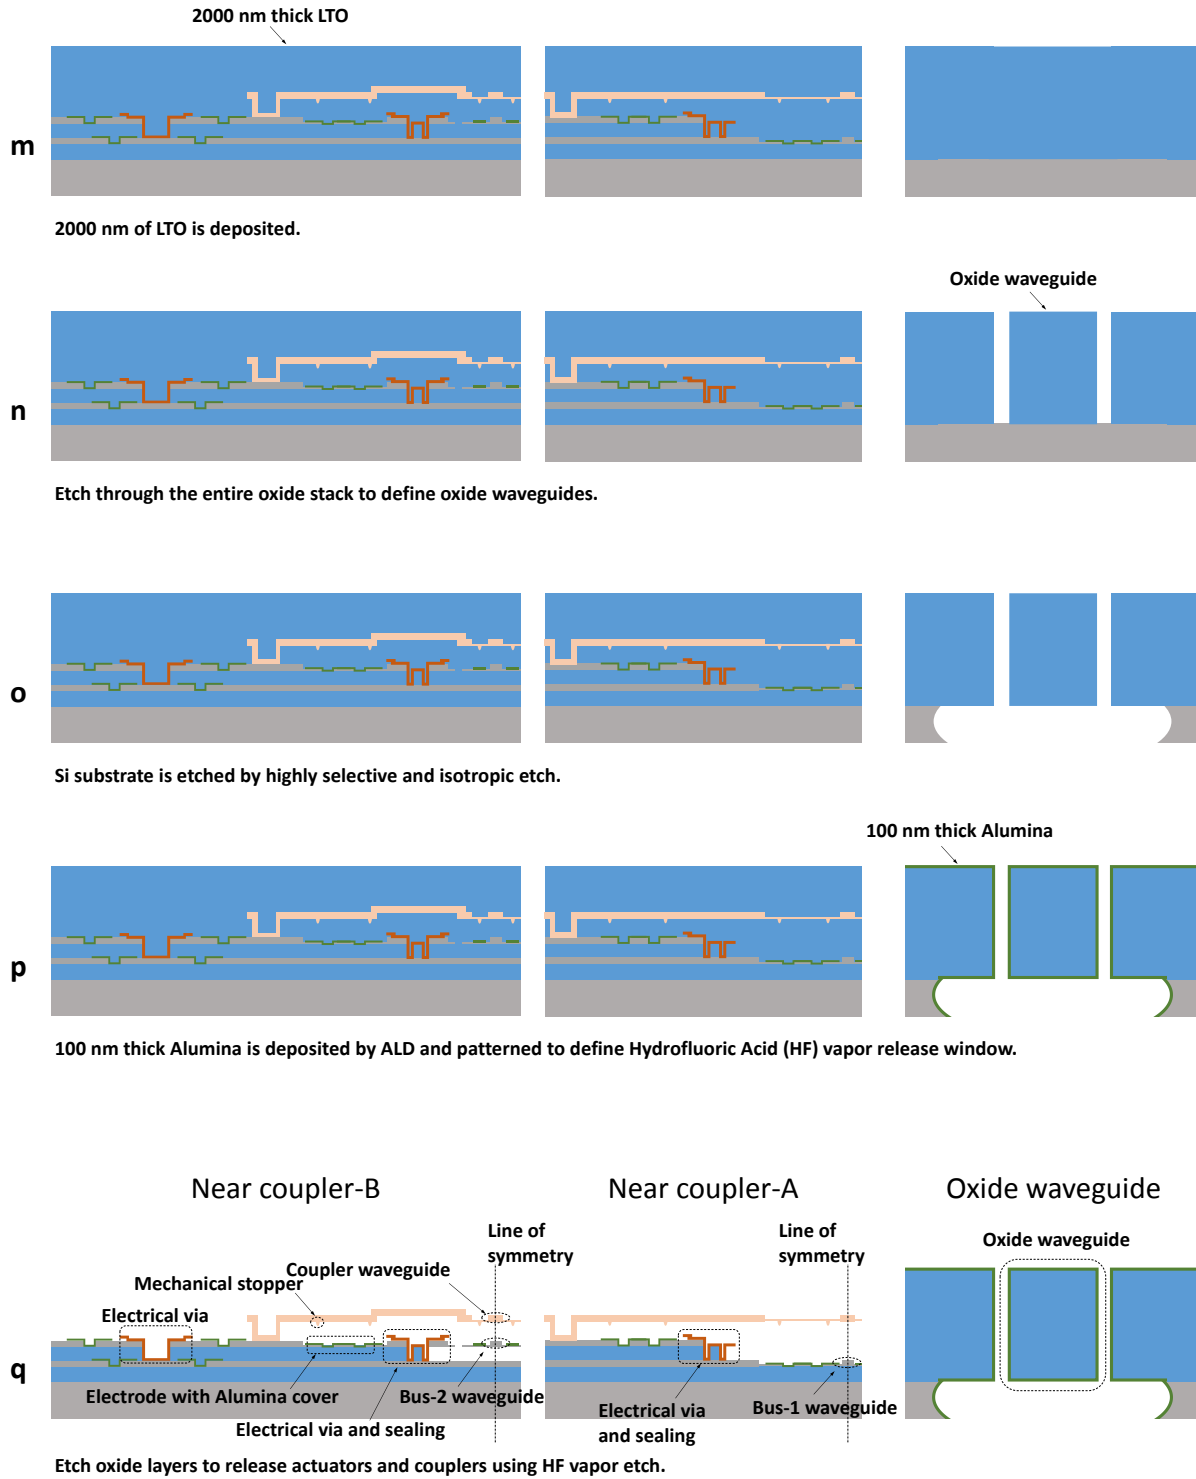 2000 nm thick LTO
m
2000 nm of LTO is deposited.
Oxide waveguide
n
Etch through the entire oxide stack to define oxide waveguides.
o
Si substrate is etched by highly selective and isotropic etch.
100 nm thick Alumina
p
100 nm thick Alumina is deposited by ALD and patterned to define Hydrofluoric Acid (HF) vapor release window.
Near coupler-B
Near coupler-A
Oxide waveguide
Line of
symmetry
Line of
symmetry
Oxide waveguide
Coupler waveguide
Mechanical stopper
Electrical via
q
Electrode with Alumina cover
Bus-2 waveguide
Electrical via and sealing
Electrical via
and sealing
Bus-1 waveguide
Etch oxide layers to release actuators and couplers using HF vapor etch.